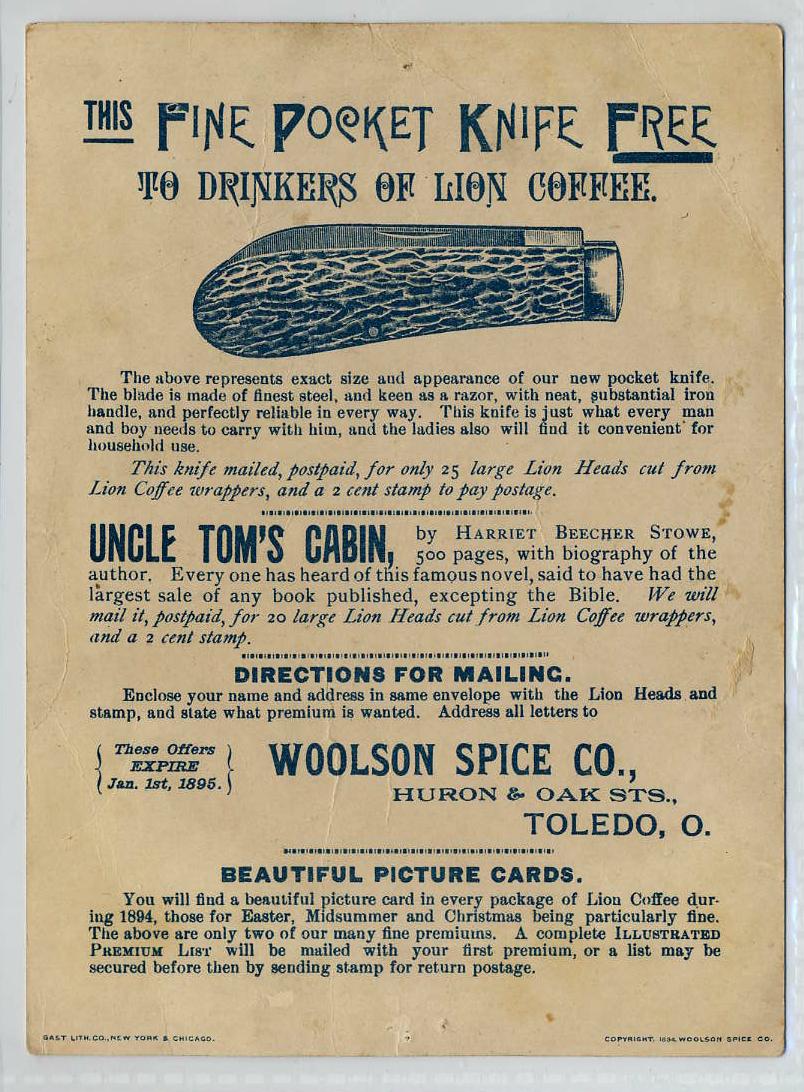 THIS FINE POCKET KNIFE FREE
TO DRINKERS OF LION COFFEE.
The above represents exact size and appearance of our new pocket knife.
The blade is made of finest steel, and keen as a razor, with neat, substantial iron
handle, and perfectly reliable in every way. This knife is just what every man
and boy needs to carry with him, and the ladies also will find it convenient for
household use.
This knife mailed, postpaid, for only 25 large Lion Heads cut from
Lion Coffee wrappers, and a 2 cent stamp to pay postage.
UNCLE TOM'S CABIN, by HARRIET BEECHER STOWE,
500 pages, with biography of the
author. Every one has heard of this famous novel, said to have had the
largest sale of any book published, excepting the Bible. We will
mail it, postpaid, for 20 large Lion Heads cut from Lion Coffee wrappers,
and a 2 cent stamp.
DIRECTIONS FOR MAILING.
Enclose your name and address in same envelope with the Lion Heads and
stamp, and state what premium is wanted. Address all letters to
These Offers
EXPIRE
Jan. 1st, 1895.
WOOLSON SPICE CO.,
HURON & OAK STS.,
TOLEDO, O.
BEAUTIFUL PICTURE CARDS.
You will find a beautiful picture card in every package of Lion Coffee dur-
ing 1894, those for Easter, Midsummer and Christmas being particularly fine.
The above are only two of our many fine premiums. A complete ILLUSTRATED
PREMIUM LIST will be mailed with your first premium, or a list may be
secured before then by sending stamp for return postage.
GAST LITH. CO., NEW YORK & CHICAGO.
COPYRIGHT, 1894, WOOLSON SPICE CO.